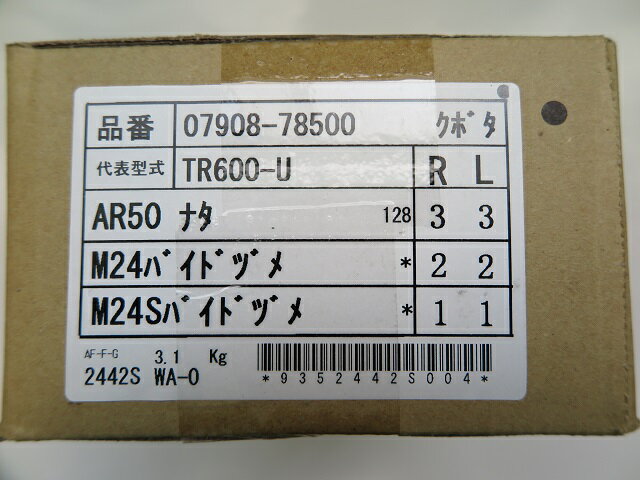 品番 07908-78500 クボタ
代表型式 TR600-U R L
AR50 ナタ 128 3 3
M24バイドヅメ * 2 2
M24Sバイドヅメ * 1 1
AF-F-G 3.1 Kg
2442S WA-0
*9352442S004*